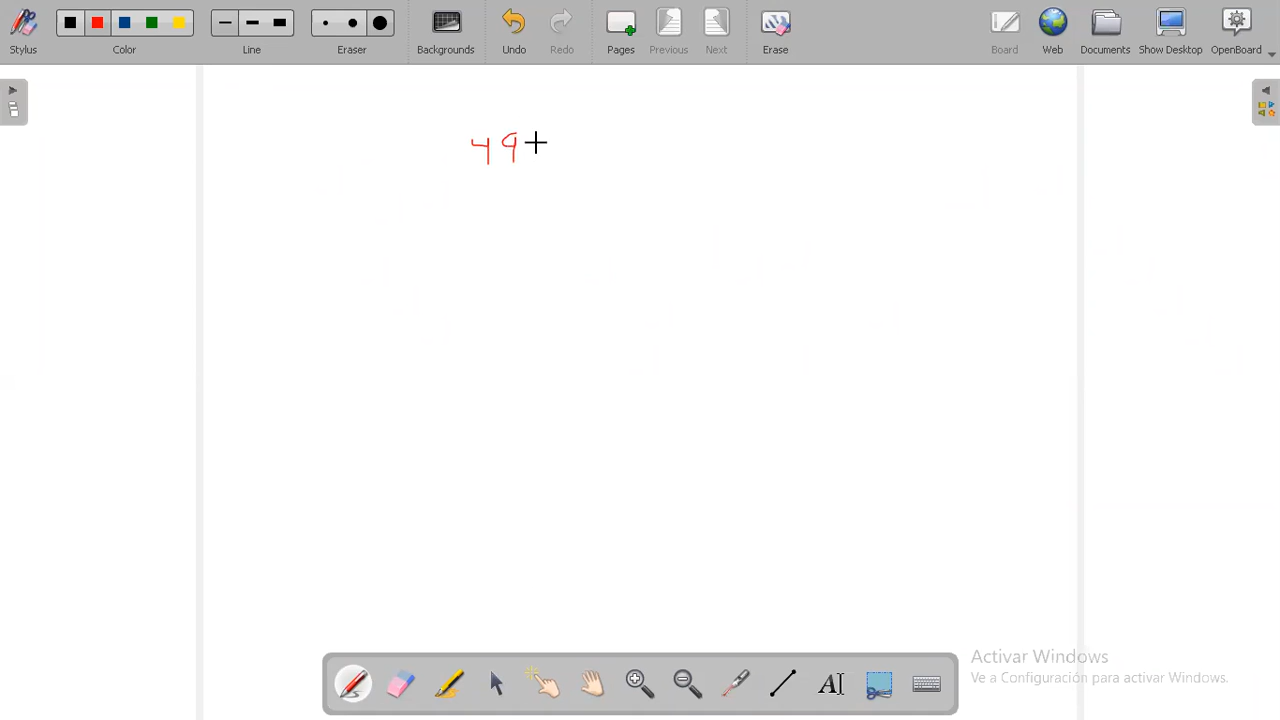 Stylus Color Line Eraser Backgrounds Undo Redo Pages Previous Next Erase Board Web Documents Show Desktop OpenBoard
49
Activar Windows
Ve a Configuración para activar Windows.